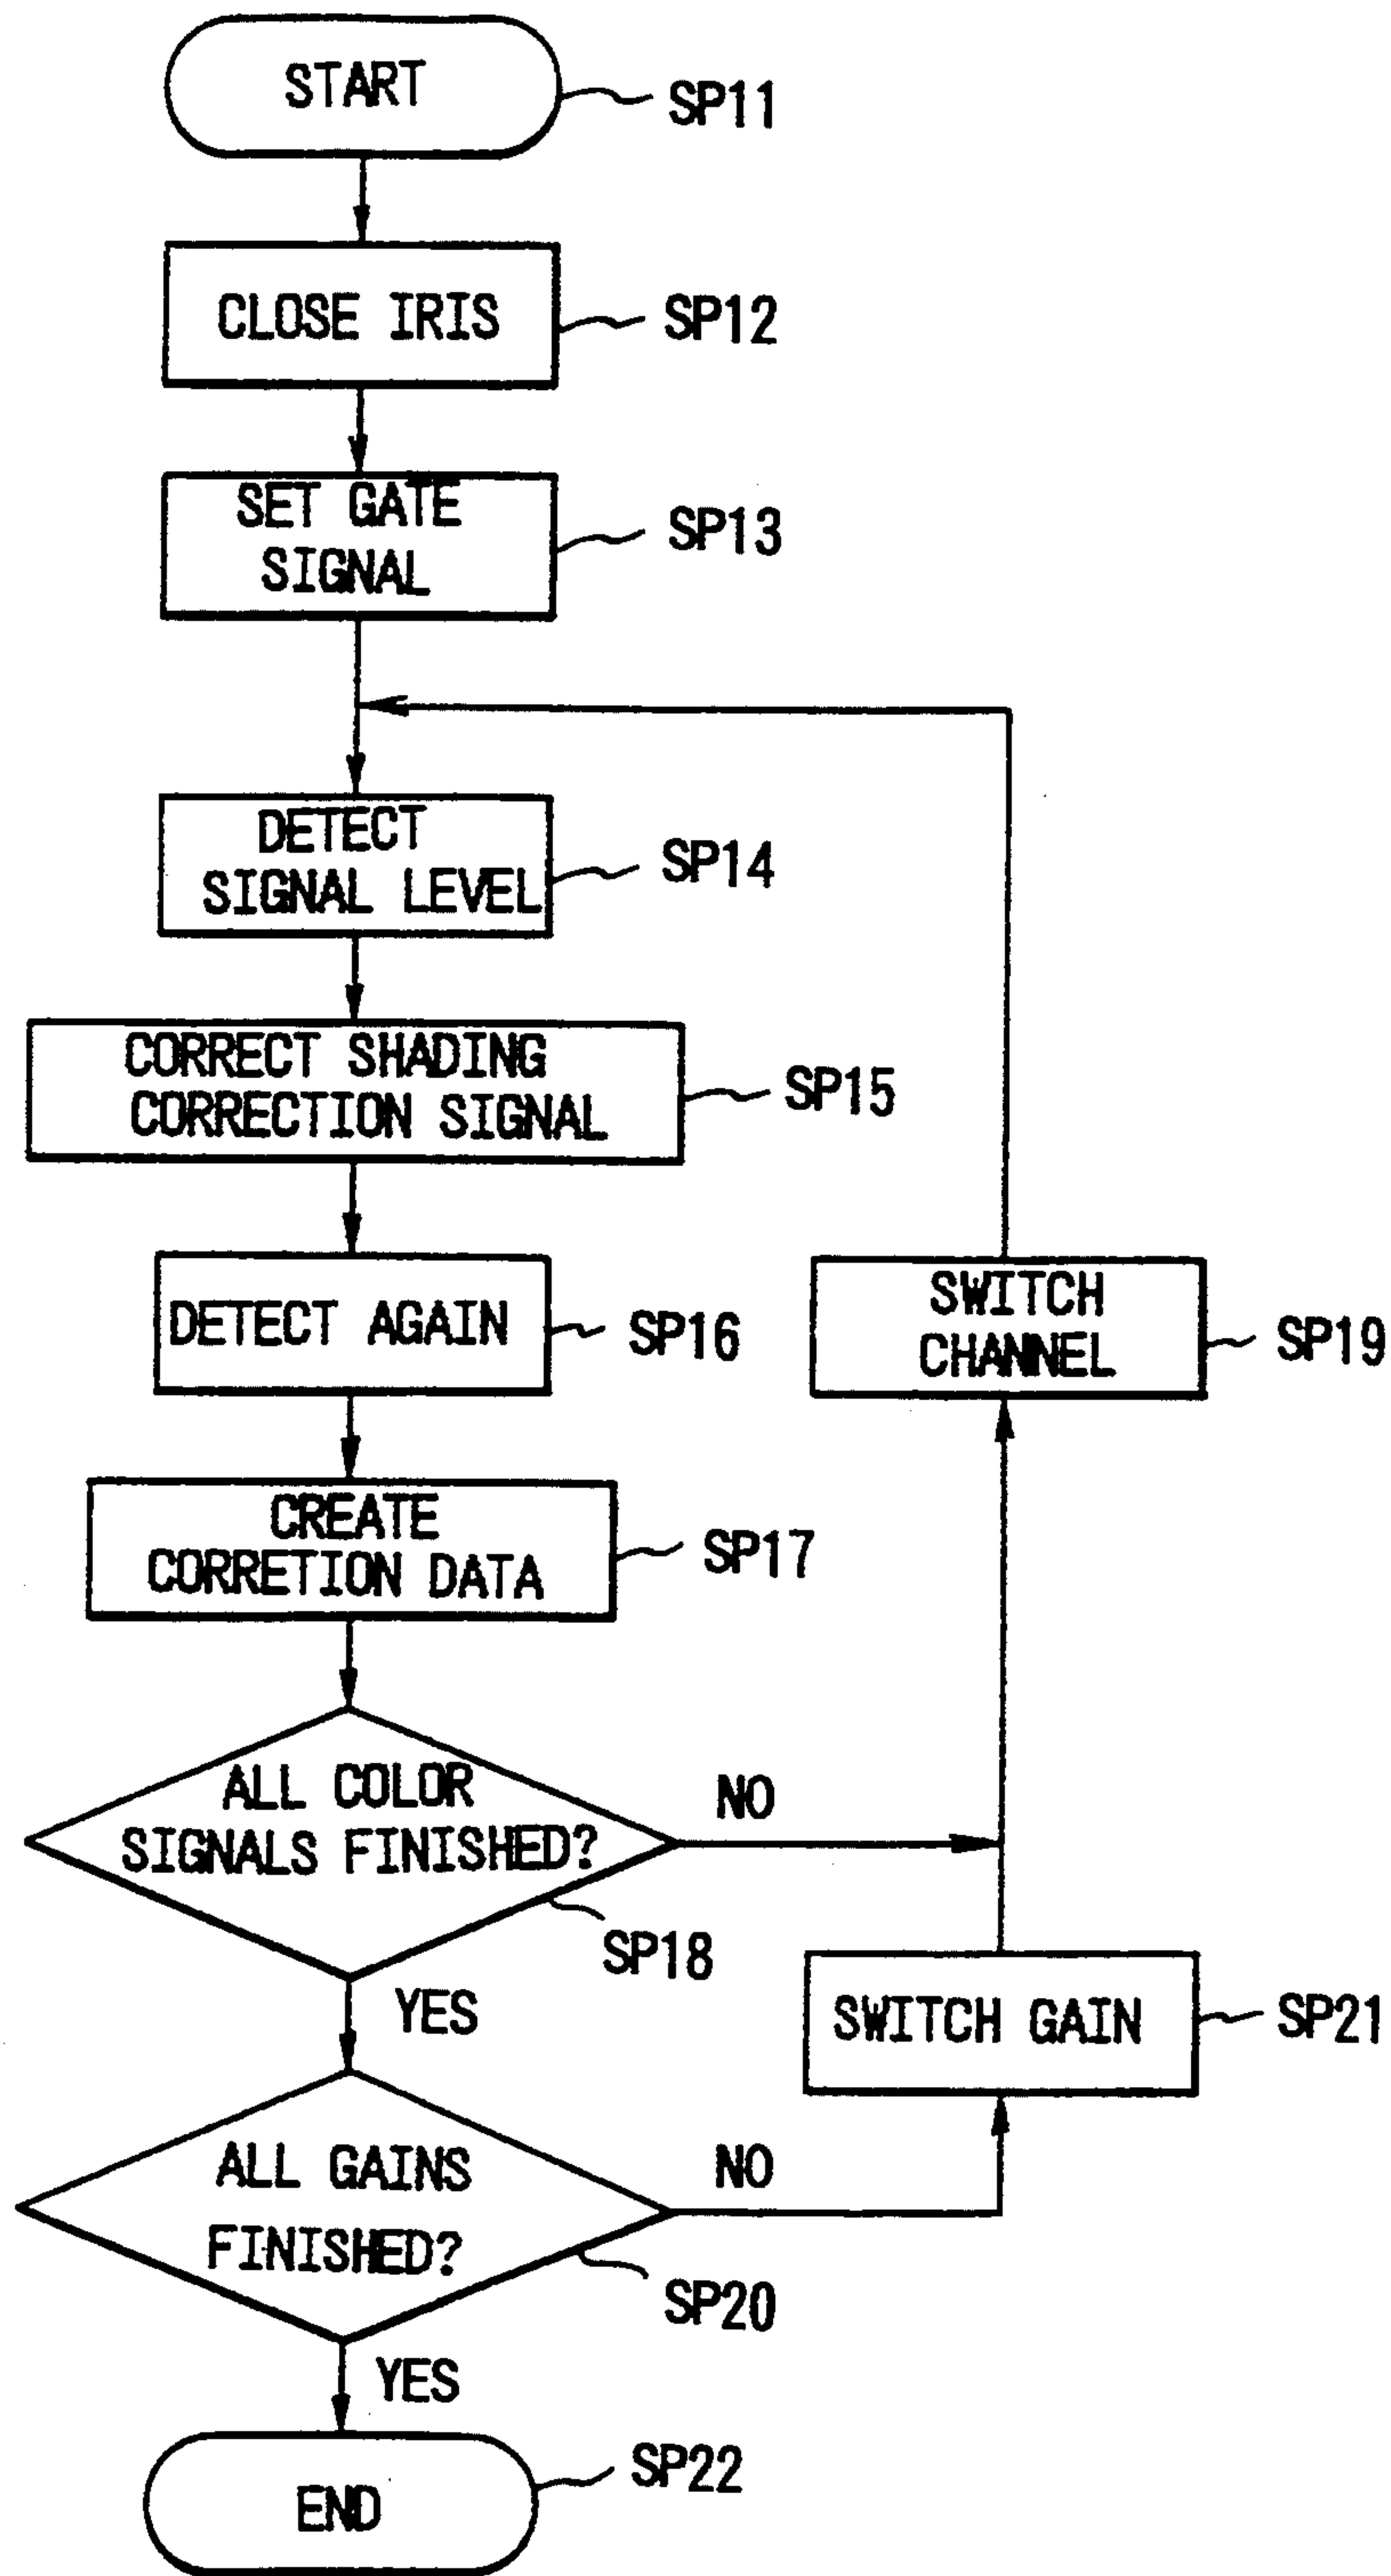 START
SP11
CLOSE IRIS
SP12
SET GATE
SIGNAL
SP13
DETECT
SIGNAL LEVEL
SP14
CORRECT SHADING
CORRECTION SIGNAL
SP15
DETECT AGAIN
SP16
SWITCH
CHANNEL
SP19
CREATE
CORRETION DATA
SP17
ALL COLOR
SIGNALS FINISHED?
NO
SP18
YES
SWITCH GAIN
SP21
ALL GAINS
FINISHED?
NO
SP20
YES
END
SP22